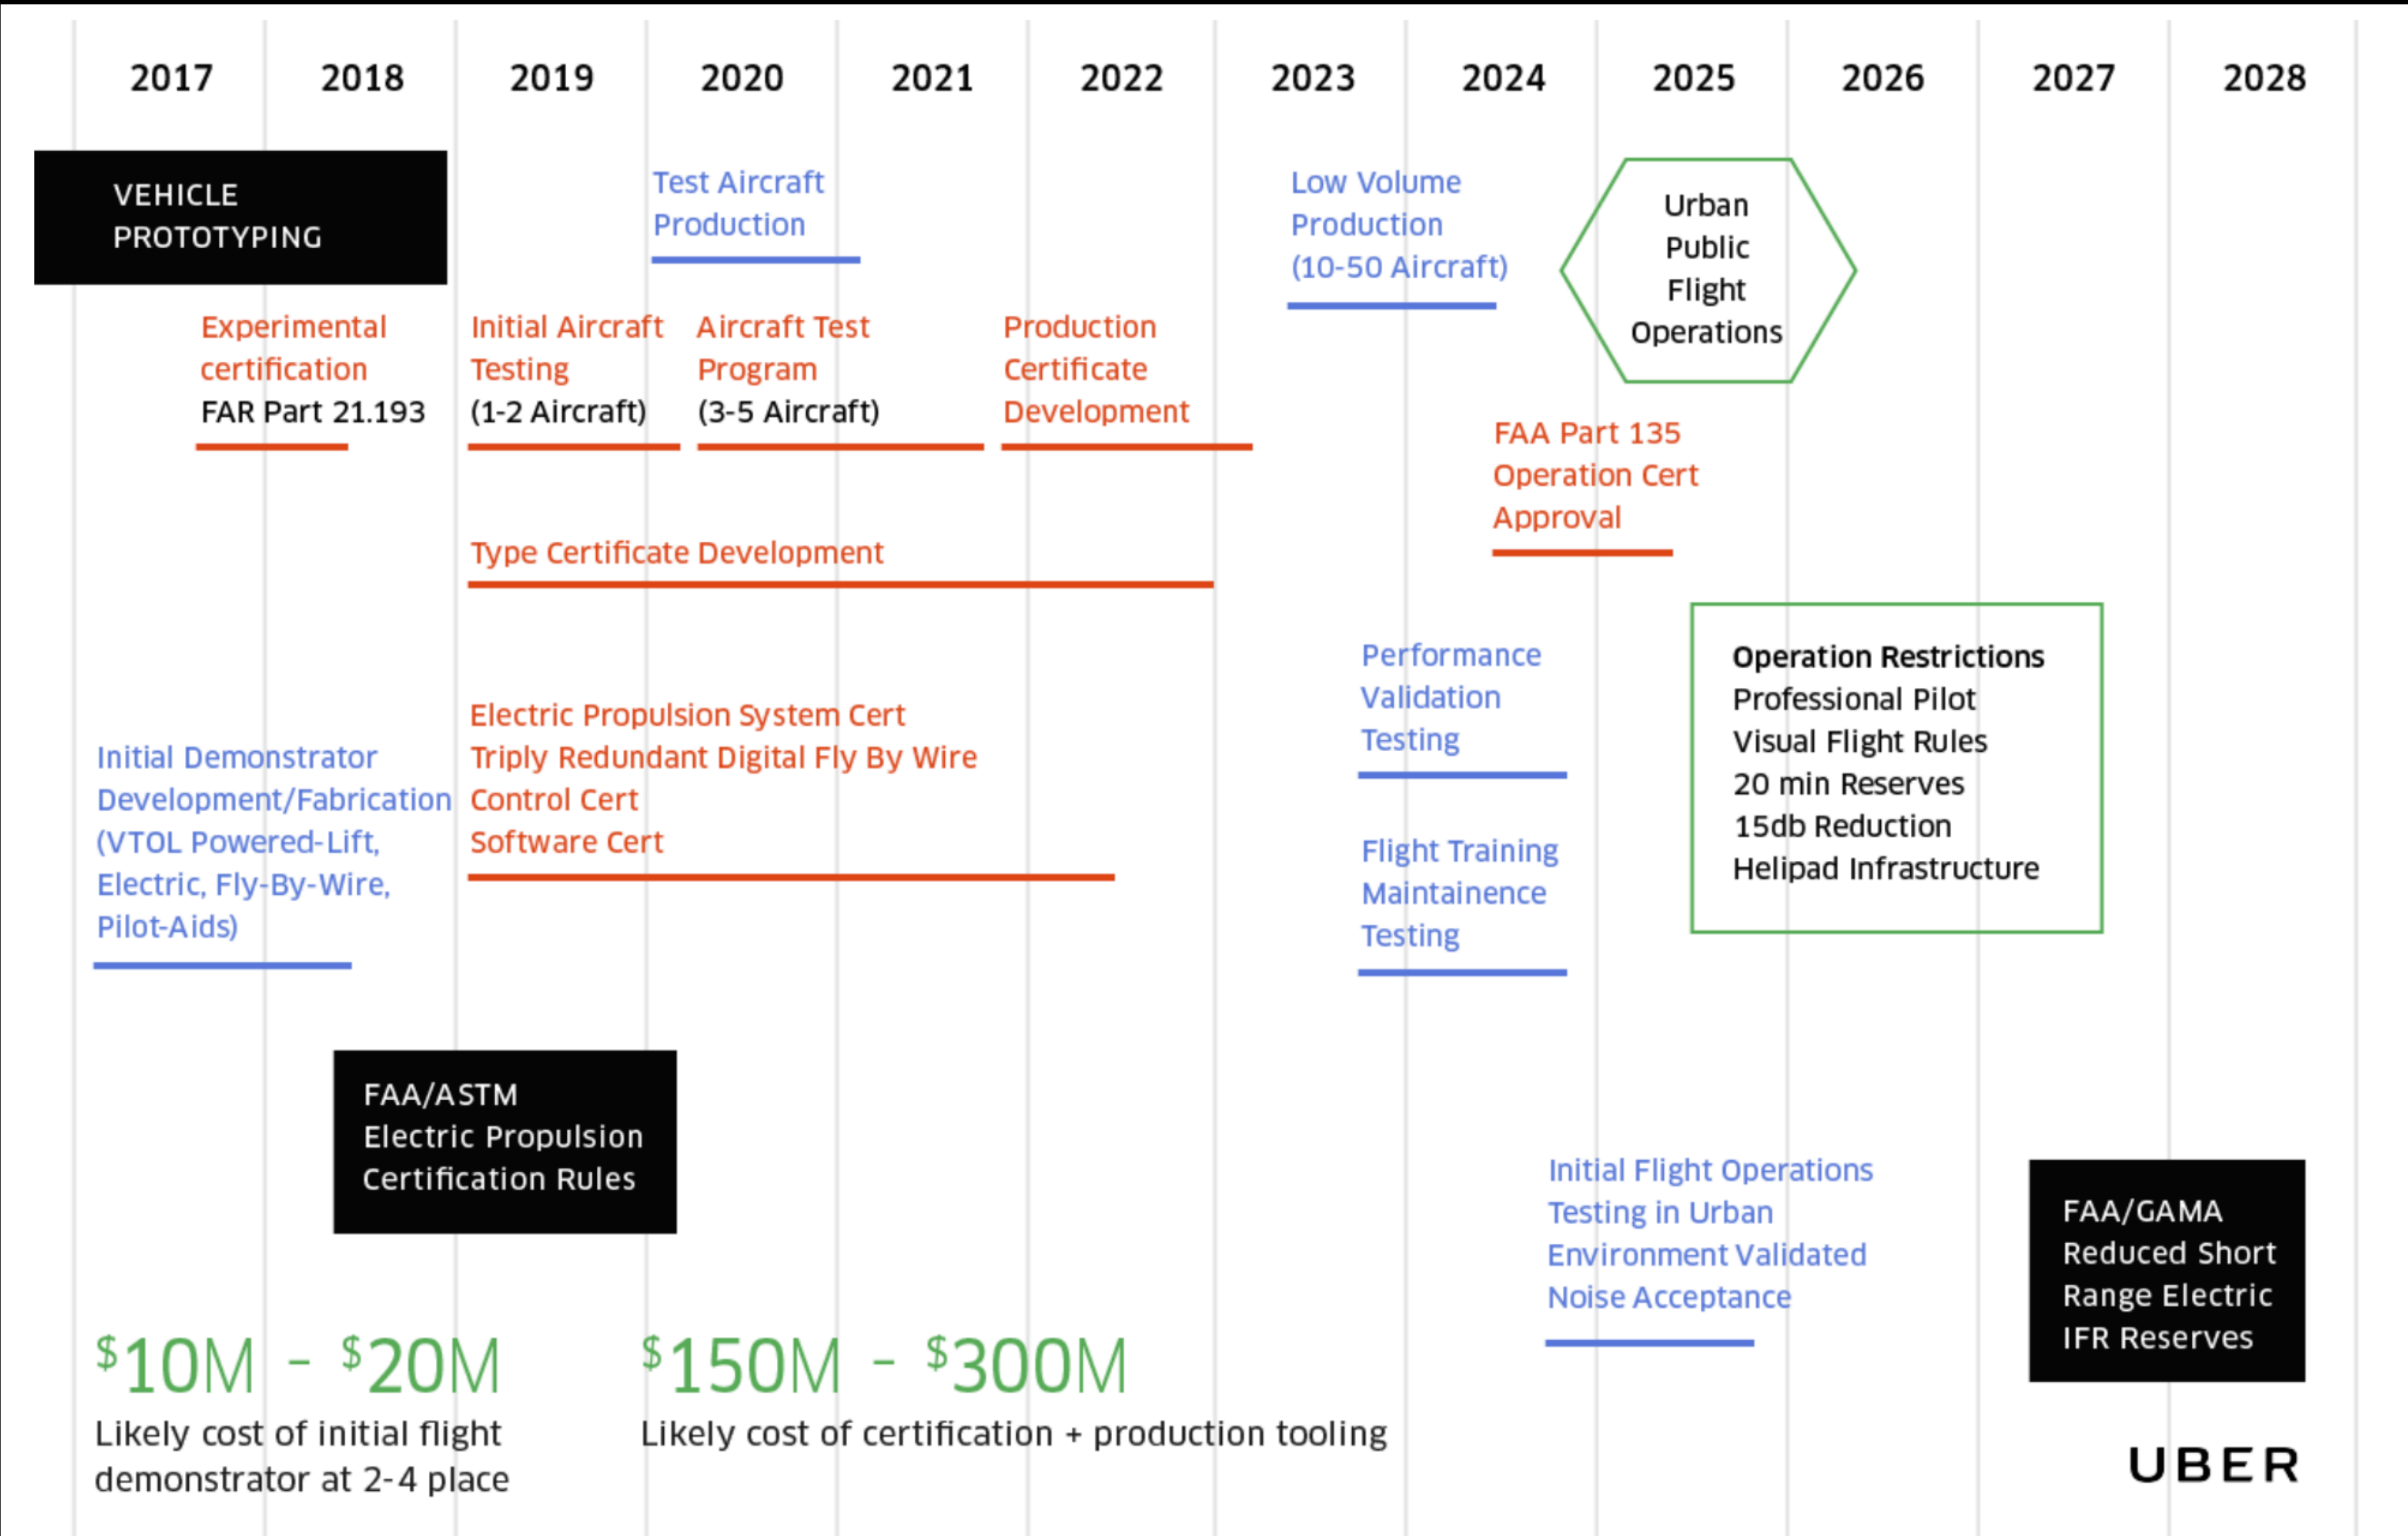 2017 2018 2019 2020 2021 2022 2023 2024 2025 2026 2027 2028
VEHICLE
PROTOTYPING
Test Aircraft
Production
Low Volume
Production
(10-50 Aircraft)
Urban
Public
Flight
Operations
Experimental
certification
FAR Part 21.193
Initial Aircraft
Testing
(1-2 Aircraft)
Aircraft Test
Program
(3-5 Aircraft)
Production
Certificate
Development
FAA Part 135
Operation Cert
Approval
Type Certificate Development
Performance
Validation
Testing
Operation Restrictions
Professional Pilot
Visual Flight Rules
20 min Reserves
15db Reduction
Helipad Infrastructure
Initial Demonstrator
Development/Fabrication
(VTOL Powered-Lift,
Electric, Fly-By-Wire,
Pilot-Aids)
Electric Propulsion System Cert
Triply Redundant Digital Fly By Wire
Control Cert
Software Cert
Flight Training
Maintainence
Testing
FAA/ASTM
Electric Propulsion
Certification Rules
Initial Flight Operations
Testing in Urban
Environment Validated
Noise Acceptance
FAA/GAMA
Reduced Short
Range Electric
IFR Reserves
$10M - $20M
Likely cost of initial flight
demonstrator at 2-4 place
$150M - $300M
Likely cost of certification + production tooling
UBER